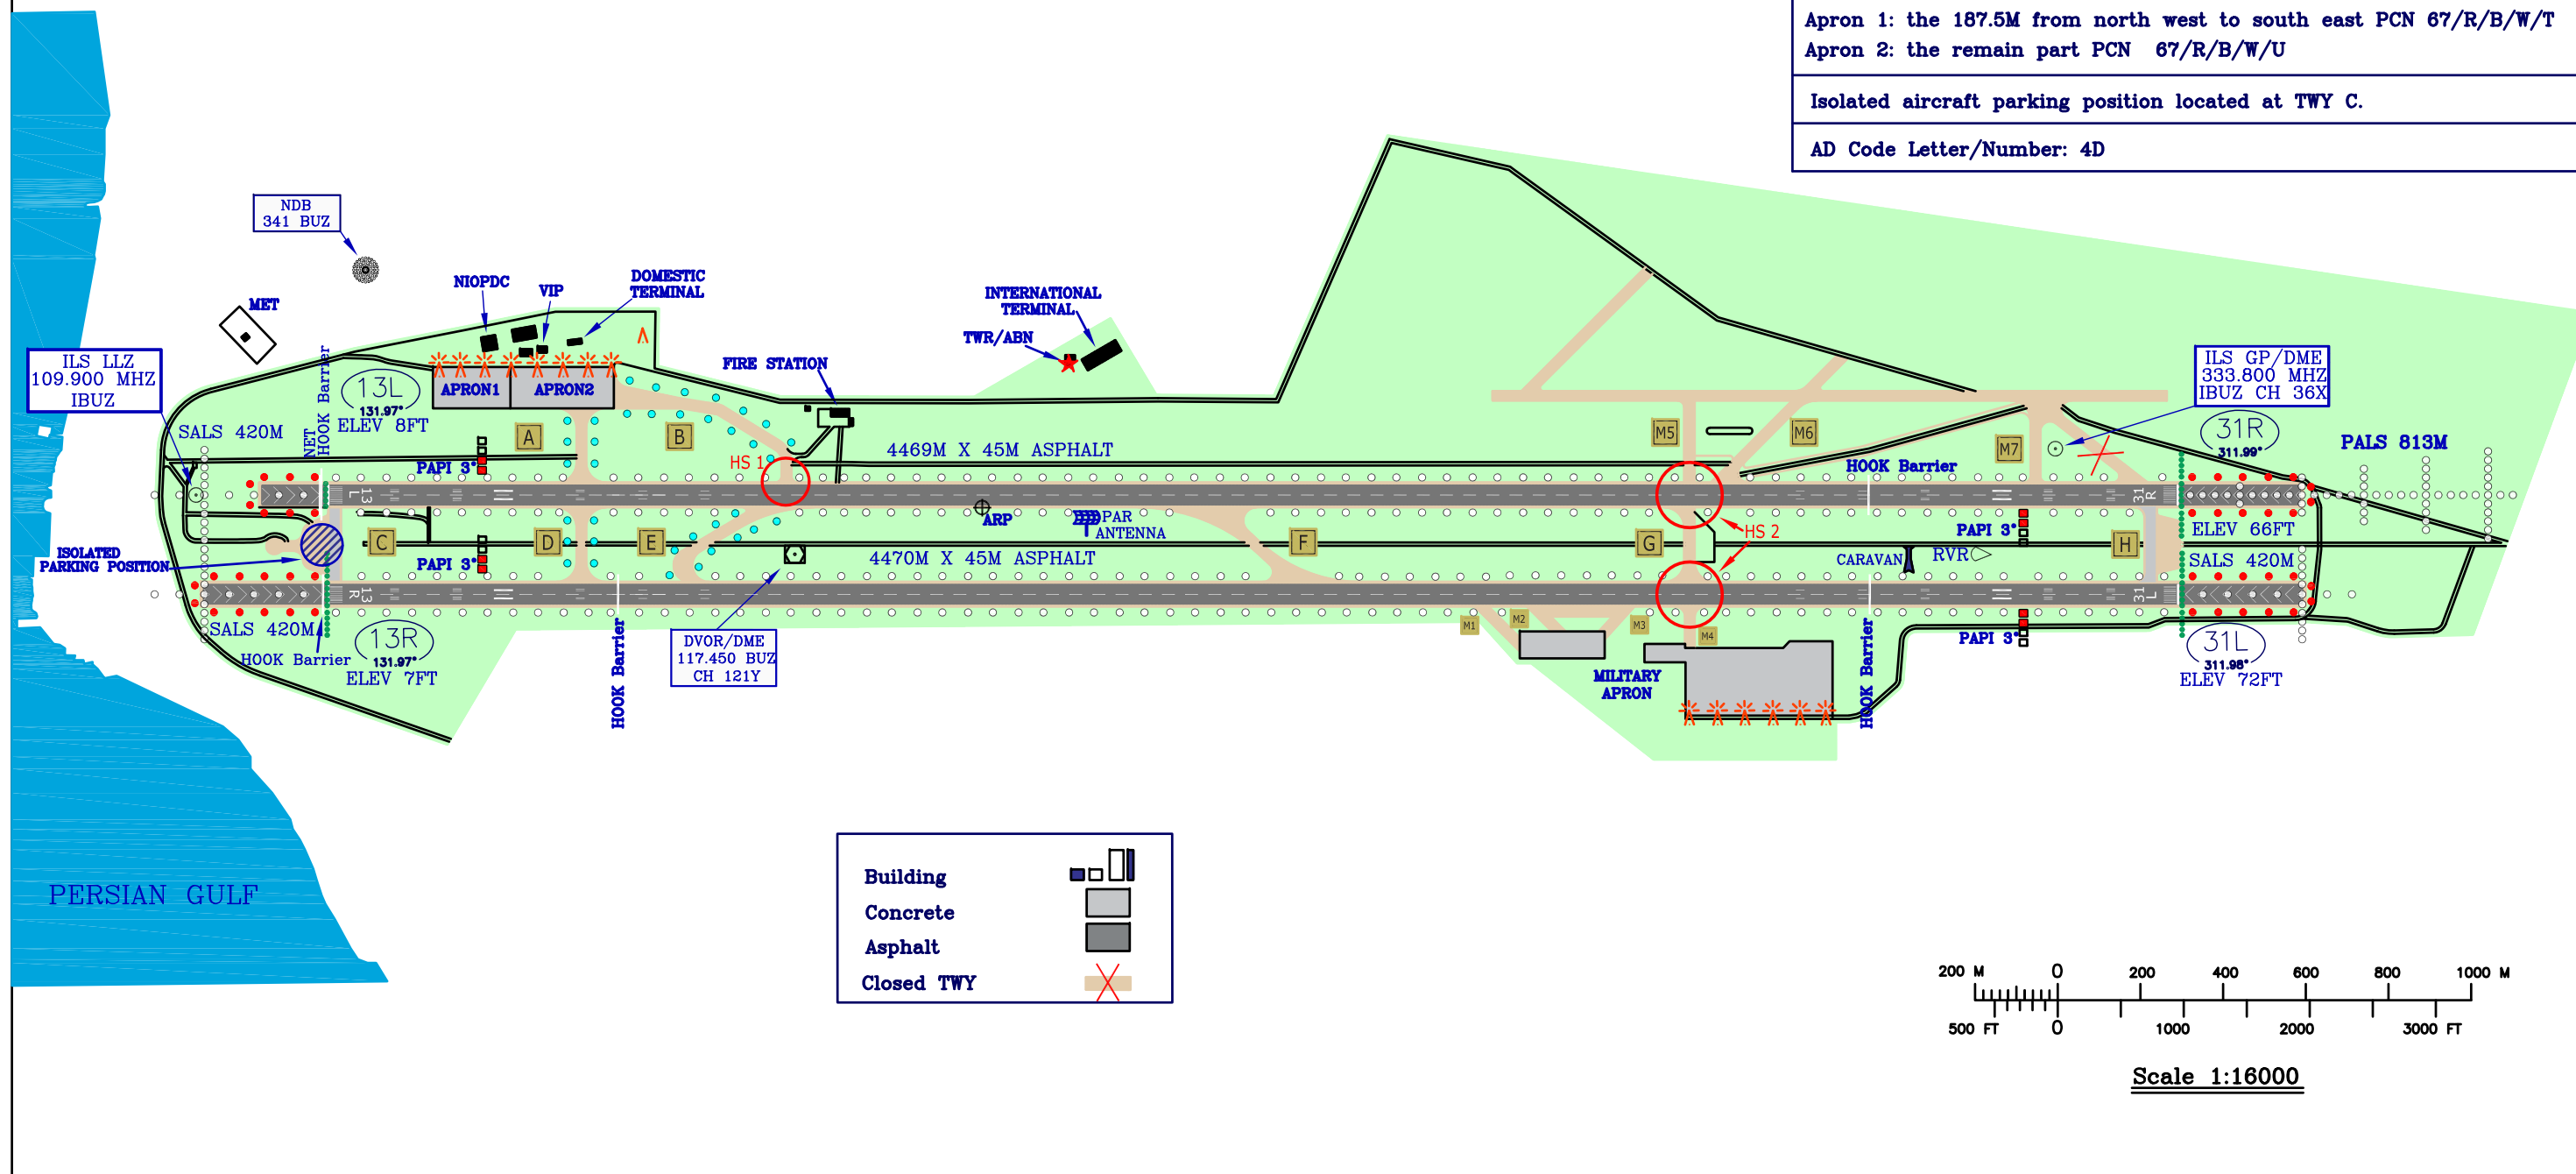 Apron 1: the 187.5M from north west to south east PCN 67/R/B/W/T
Apron 2: the remain part PCN 67/R/B/W/U
Isolated aircraft parking position located at TWY C.
AD Code Letter/Number: 4D
NDB
341 BUZ
MET
NIOPDC
VIP
DOMESTIC
TERMINAL
INTERNATIONAL
TERMINAL
TWR/ABN
FIRE STATION
ILS LLZ
109.900 MHZ
IBUZ
NET
HOOK Barrier
13L
131.97°
ELEV 8FT
APRON1
APRON2
ILS GP/DME
333.800 MHZ
IBUZ CH 36X
31R
311.99°
PALS 813M
SALS 420M
A
B
HS 1
4469M X 45M ASPHALT
M5
M6
M7
PAPI 3°
HOOK Barrier
13
L
31
R
ARP
PAR
ANTENNA
HS 2
PAPI 3°
ELEV 66FT
ISOLATED
PARKING POSITION
C
D
E
F
G
H
PAPI 3°
4470M X 45M ASPHALT
CARAVAN
RVR
SALS 420M
13
R
31
L
SALS 420M
HOOK Barrier
13R
131.97°
ELEV 7FT
HOOK Barrier
DVOR/DME
117.450 BUZ
CH 121Y
M1
M2
M3
M4
MILITARY
APRON
HOOK Barrier
PAPI 3°
31L
311.98°
ELEV 72FT
PERSIAN GULF
Building
Concrete
Asphalt
Closed TWY
200 M 0 200 400 600 800 1000 M
500 FT 0 1000 2000 3000 FT
Scale 1:16000